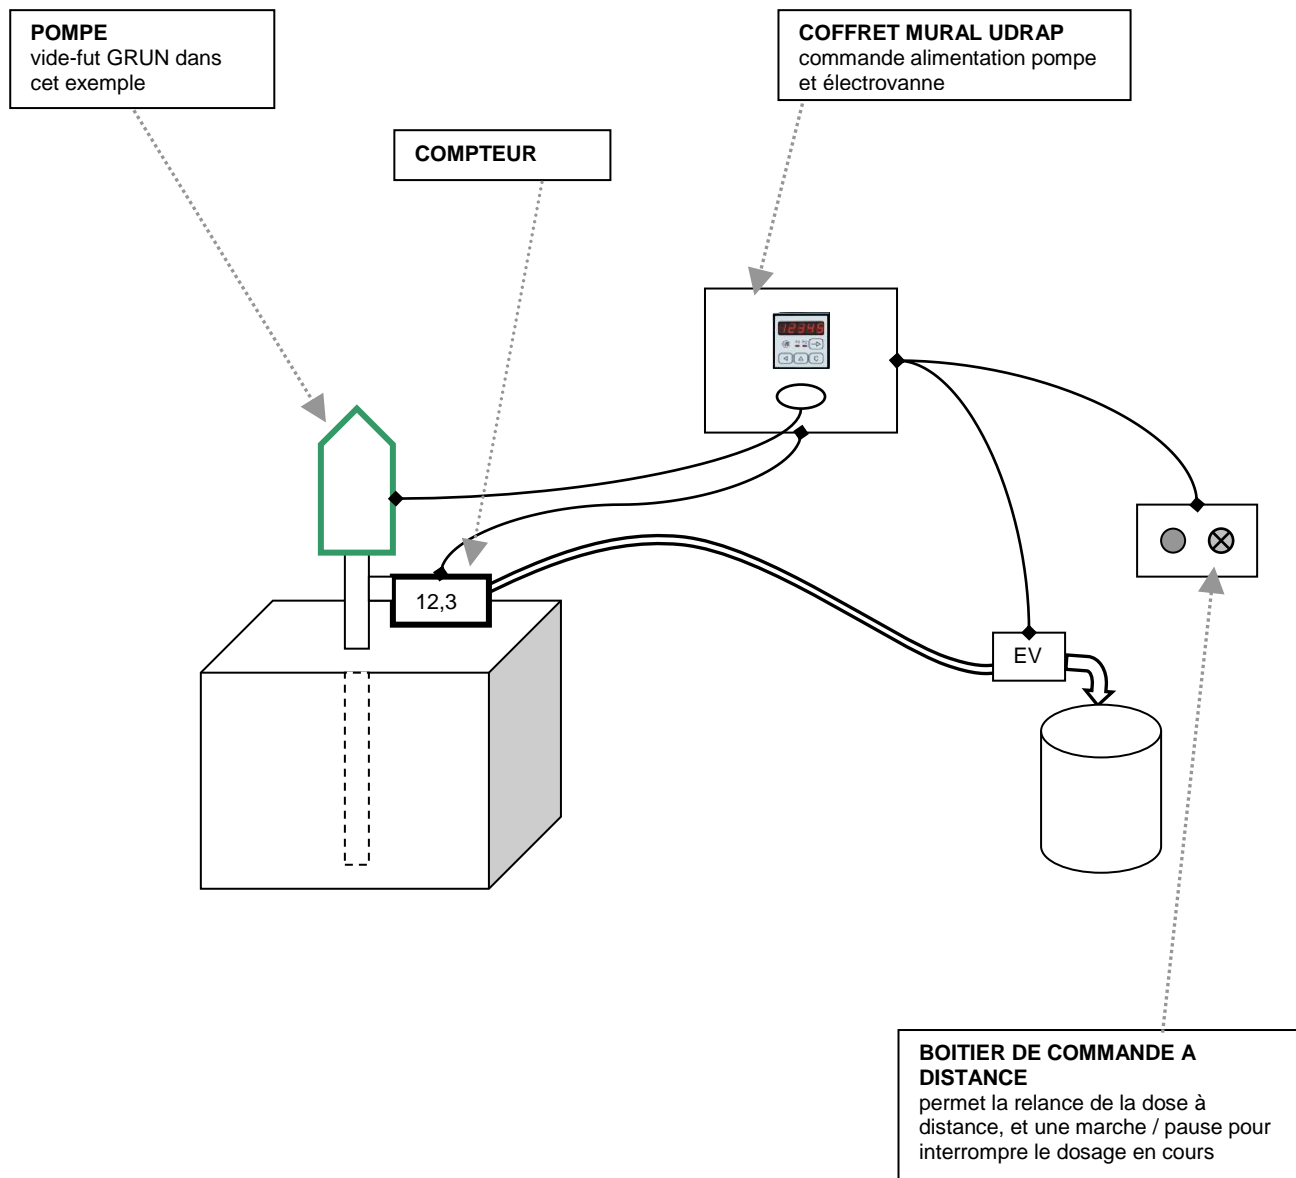 POMPE
vide-fut GRUN dans
cet exemple
COFFRET MURAL UDRAP
commande alimentation pompe
et électrovanne
COMPTEUR
12345
12,3
EV
BOITIER DE COMMANDE A
DISTANCE
permet la relance de la dose à
distance, et une marche / pause pour
interrompre le dosage en cours